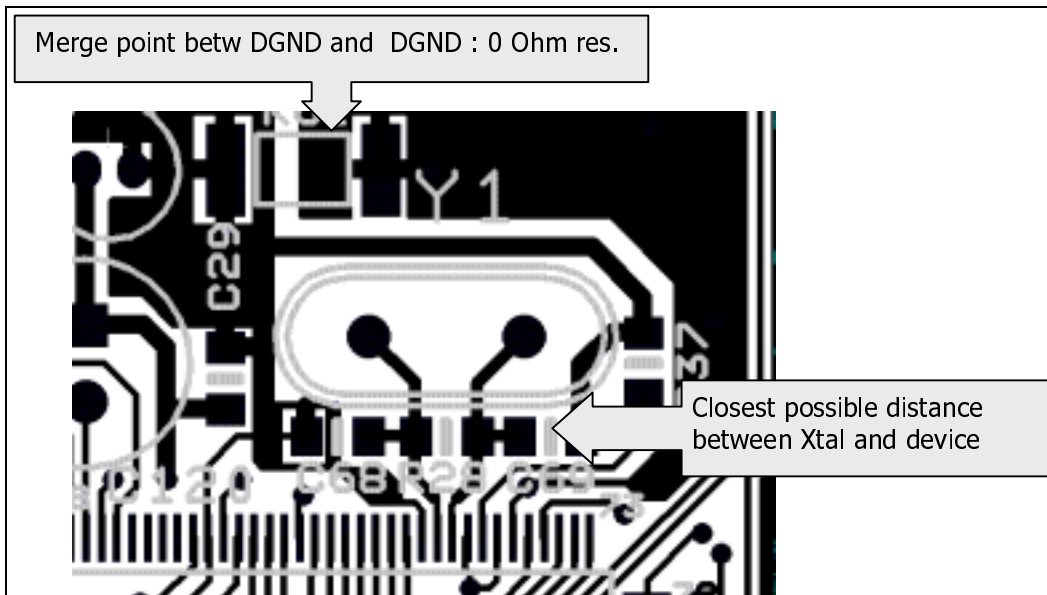 Merge point betw DGND and  DGND : 0 Ohm res.
Y1
C29
37
Closest possible distance
between Xtal and device
C68 R28 C69
C120
73